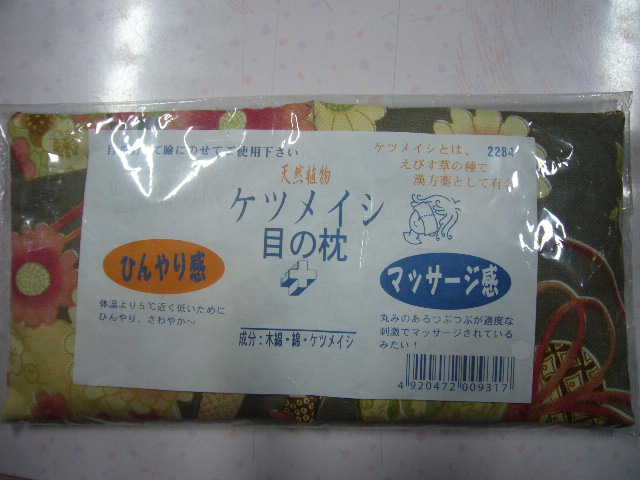 瞼にのせてご使用下さい
ケツメイシとは、
2284
えびす草の種で
漢方薬として有名
天然植物
ケツメイシ
目の枕
ひんやり感
マッサージ感
体温より5℃近く低いために
ひんやり、さわやか～
丸みのあるつぶつぶが適度な
刺激でマッサージされている
みたい！
成分：木綿・綿・ケツメイシ
4920472009317